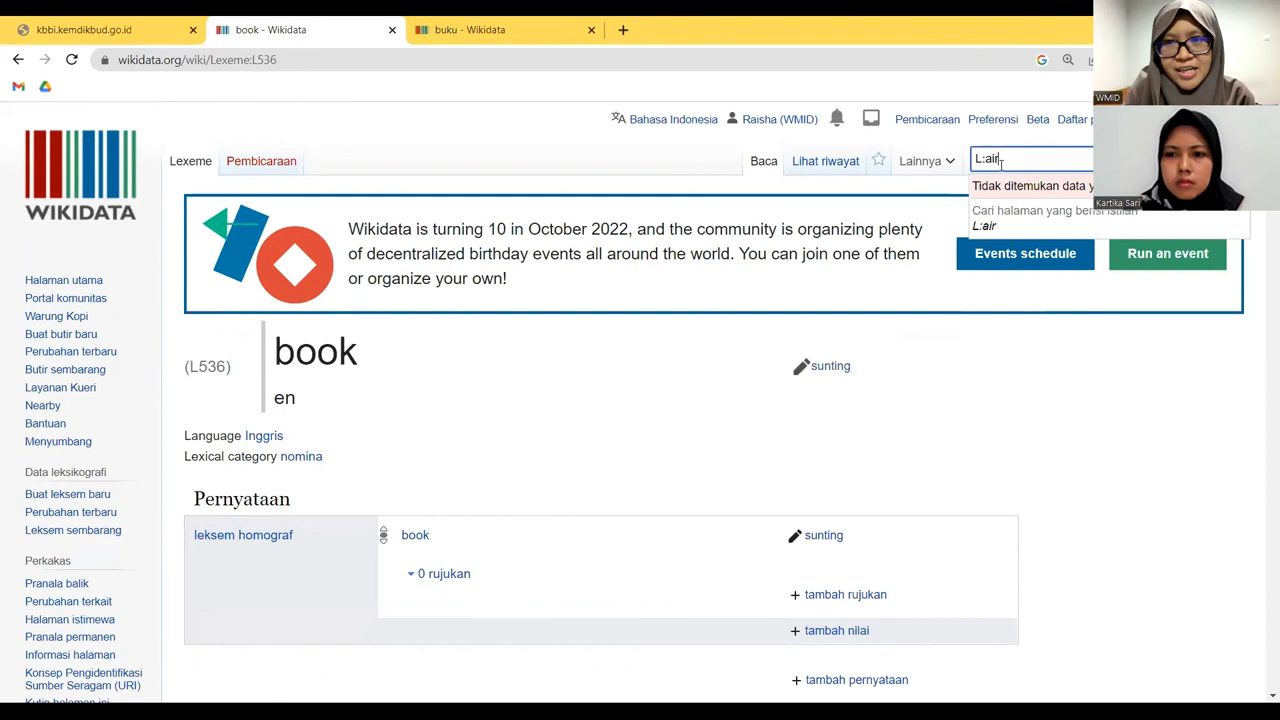 kbbi.kemdikbud.go.id
book - Wikidata
buku - Wikidata
wikidata.org/wiki/Lexeme:L536
Bahasa Indonesia
Raisha (WMID)
Pembicaraan
Preferensi
Beta
Daftar
WMID
Lexeme
Pembicaraan
Baca
Lihat riwayat
Lainnya
L:air
Tidak ditemukan data
Cari halaman yang berisi istilah
L:air
Kartika Sari
WIKIDATA
Wikidata is turning 10 in October 2022, and the community is organizing plenty
of decentralized birthday events all around the world. You can join one of them
or organize your own!
Events schedule
Run an event
Halaman utama
Portal komunitas
Warung Kopi
Buat butir baru
Perubahan terbaru
Butir sembarang
Layanan Kueri
Nearby
Bantuan
Menyumbang
Data leksikografi
Buat leksem baru
Perubahan terbaru
Leksem sembarang
Perkakas
Pranala balik
Perubahan terkait
Halaman istimewa
Pranala permanen
Informasi halaman
Konsep Pengidentifikasi
Sumber Seragam (URI)
(L536)
book
en
sunting
Language Inggris
Lexical category nomina
Pernyataan
leksem homograf
book
sunting
0 rujukan
+ tambah rujukan
+ tambah nilai
+ tambah pernyataan